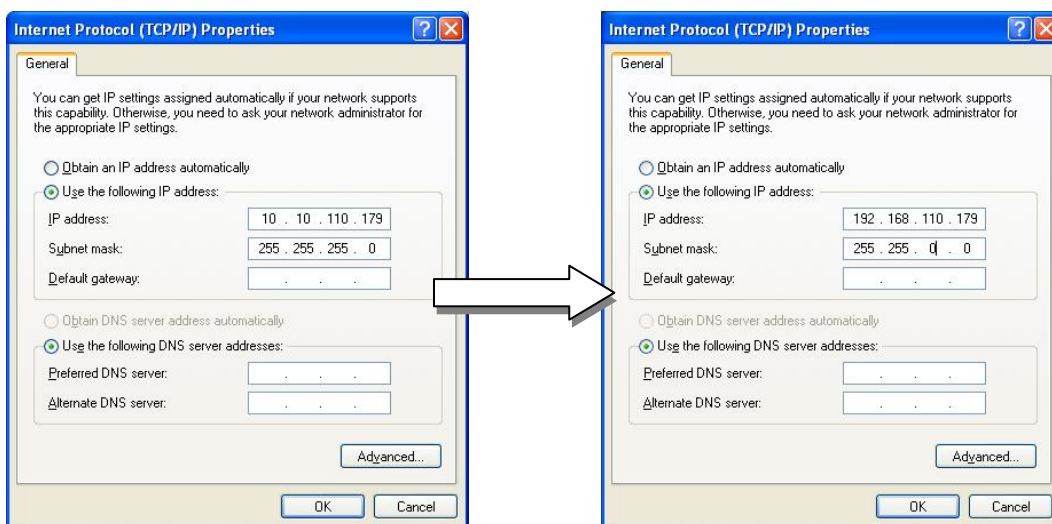 Internet Protocol (TCP/IP) Properties
General
You can get IP settings assigned automatically if your network supports
this capability. Otherwise, you need to ask your network administrator for
the appropriate IP settings.
Obtain an IP address automatically
Use the following IP address:
IP address: 10 . 10 . 110 . 179
Subnet mask: 255 . 255 . 255 . 0
Default gateway: . . .
Obtain DNS server address automatically
Use the following DNS server addresses:
Preferred DNS server: . . .
Alternate DNS server: . . .
Advanced...
OK Cancel
Internet Protocol (TCP/IP) Properties
General
You can get IP settings assigned automatically if your network supports
this capability. Otherwise, you need to ask your network administrator for
the appropriate IP settings.
Obtain an IP address automatically
Use the following IP address:
IP address: 192 . 168 . 110 . 179
Subnet mask: 255 . 255 . 0 . 0
Default gateway: . . .
Obtain DNS server address automatically
Use the following DNS server addresses:
Preferred DNS server: . . .
Alternate DNS server: . . .
Advanced...
OK Cancel